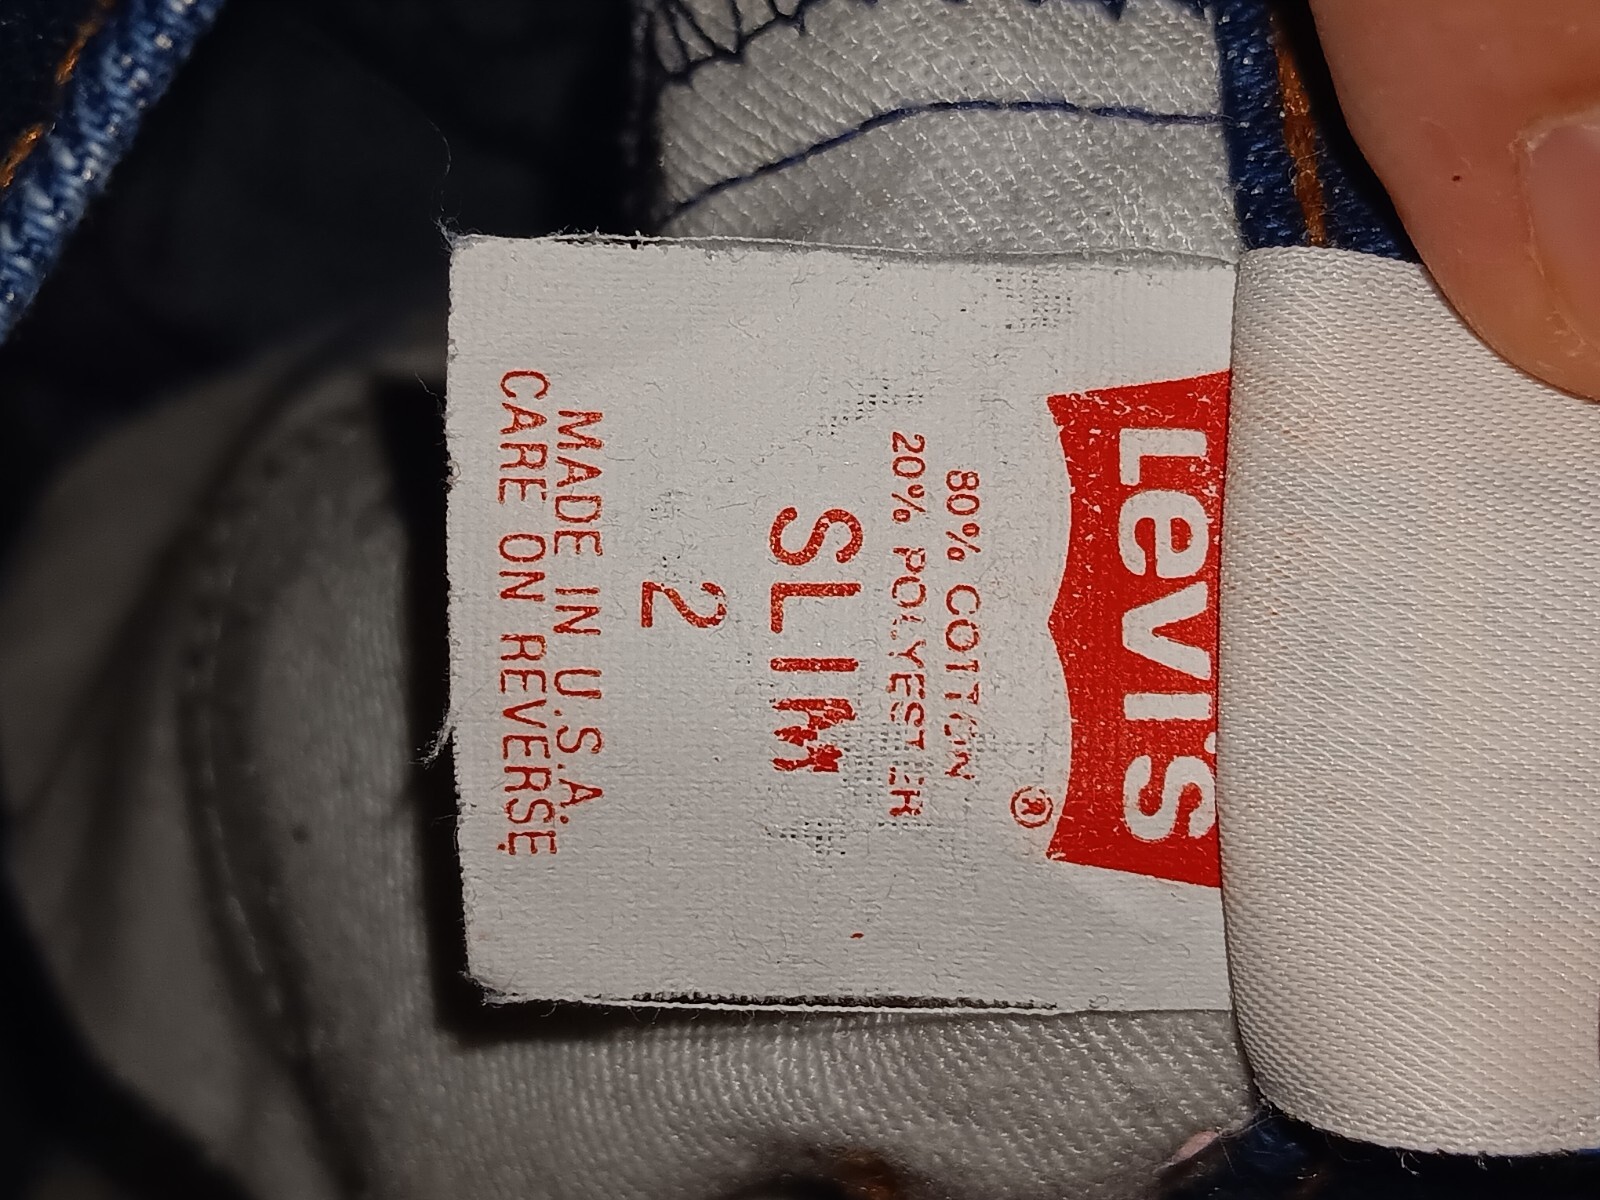 Levi's
®
80% COTTON
20% POLYESTER
SLIM
2
MADE IN U.S.A.
CARE ON REVERSE